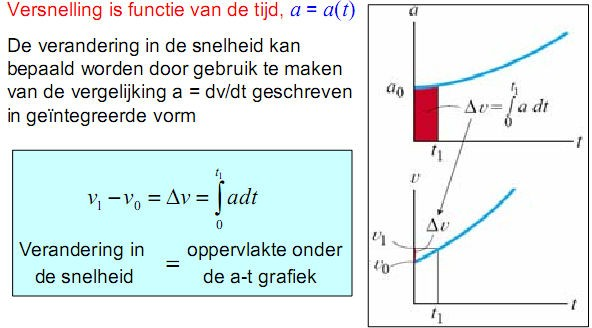 Versnelling is functie van de tijd, a = a(t)
De verandering in de snelheid kan
bepaald worden door gebruik te maken
van de vergelijking a = dv/dt geschreven
in geïntegreerde vorm
v₁ − v₀ = Δv = ∫₀^t₁ adt
Verandering in
de snelheid
=
oppervlakte onder
de a-t grafiek
a
a₀
Δv = ∫₀^t₁ a dt
t₁
t
v
Δv
v₁
v₀
t₁
t